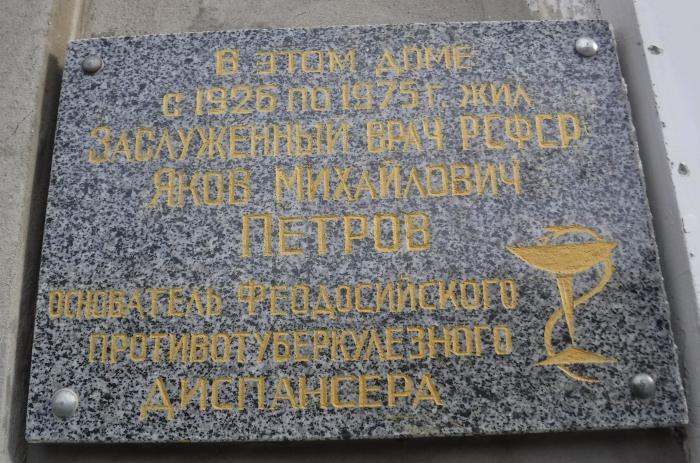 В ЭТОМ ДОМЕ
С 1926 ПО 1975 Г. ЖИЛ
ЗАСЛУЖЕННЫЙ ВРАЧ РСФСР
ЯКОВ МИХАЙЛОВИЧ
ПЕТРОВ
ОСНОВАТЕЛЬ ФЕОДОСИЙСКОГО
ПРОТИВОТУБЕРКУЛЕЗНОГО
ДИСПАНСЕРА